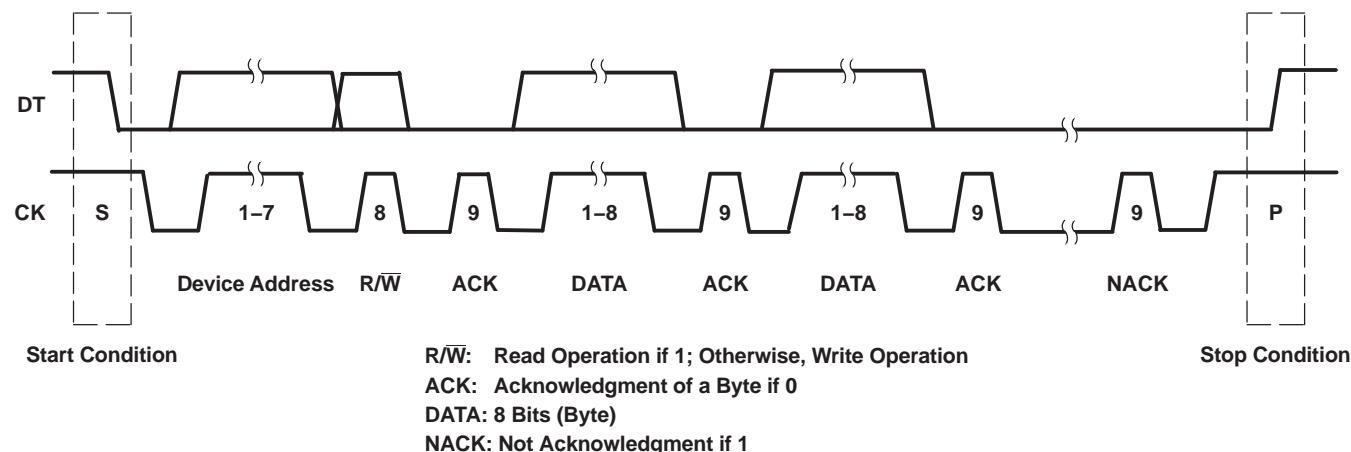 DT
CK S 1–7 8 9 1–8 9 1–8 9 9 P
Device Address R/W̅ ACK DATA ACK DATA ACK NACK
Start Condition Stop Condition
R/W̅: Read Operation if 1; Otherwise, Write Operation
ACK: Acknowledgment of a Byte if 0
DATA: 8 Bits (Byte)
NACK: Not Acknowledgment if 1